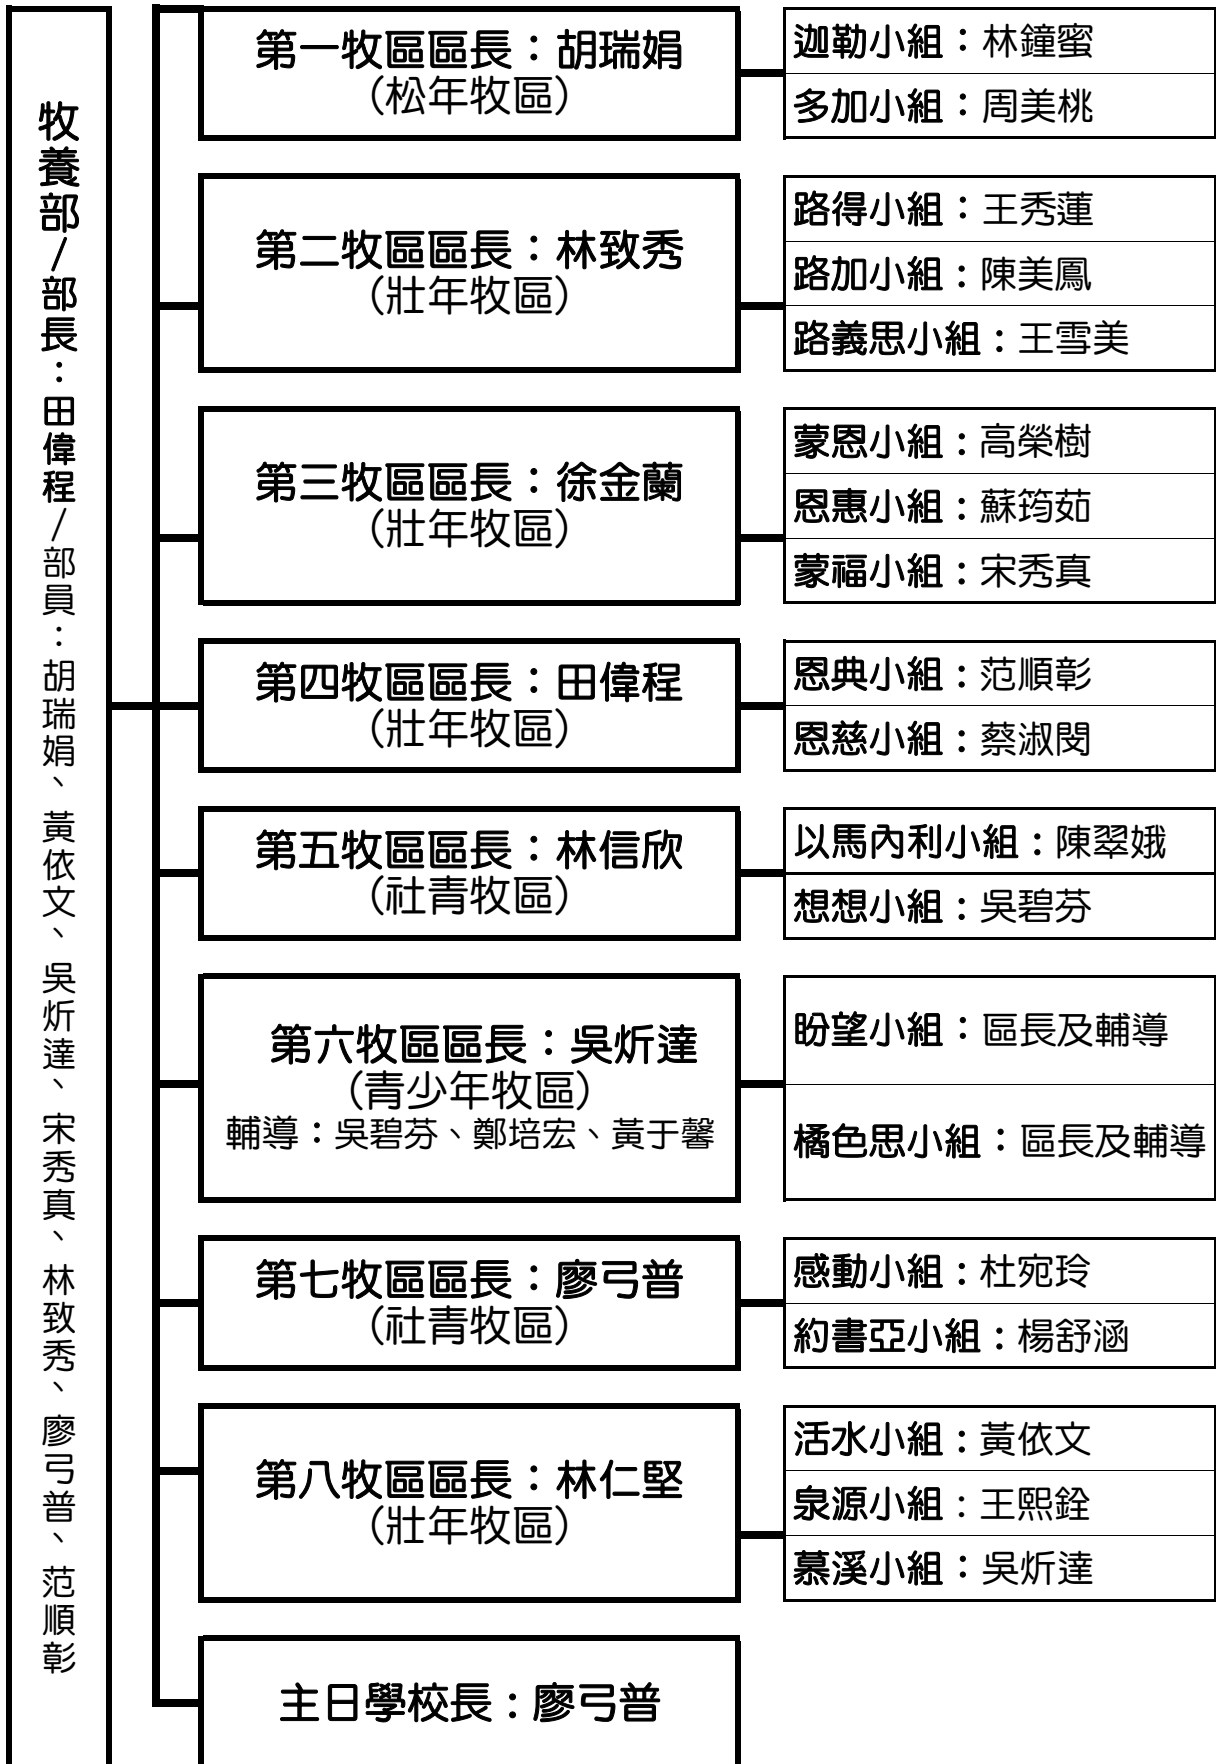 牧養部/部長：田偉程/部員：胡瑞娟、黃依文、吳炘達、宋秀真、林致秀、廖弓普、范順彰
第一牧區區長：胡瑞娟
（松年牧區）
迦勒小組：林鐘蜜
多加小組：周美桃
第二牧區區長：林致秀
（壯年牧區）
路得小組：王秀蓮
路加小組：陳美鳳
路義思小組：王雪美
第三牧區區長：徐金蘭
（壯年牧區）
蒙恩小組：高榮樹
恩惠小組：蘇筠茹
蒙福小組：宋秀真
第四牧區區長：田偉程
（壯年牧區）
恩典小組：范順彰
恩慈小組：蔡淑閔
第五牧區區長：林信欣
（社青牧區）
以馬內利小組：陳翠娥
想想小組：吳碧芬
第六牧區區長：吳炘達
（青少年牧區）
輔導：吳碧芬、鄭培宏、黃于馨
盼望小組：區長及輔導
橘色思小組：區長及輔導
第七牧區區長：廖弓普
（社青牧區）
感動小組：杜宛玲
約書亞小組：楊舒涵
第八牧區區長：林仁堅
（壯年牧區）
活水小組：黃依文
泉源小組：王熙銓
慕溪小組：吳炘達
主日學校長：廖弓普